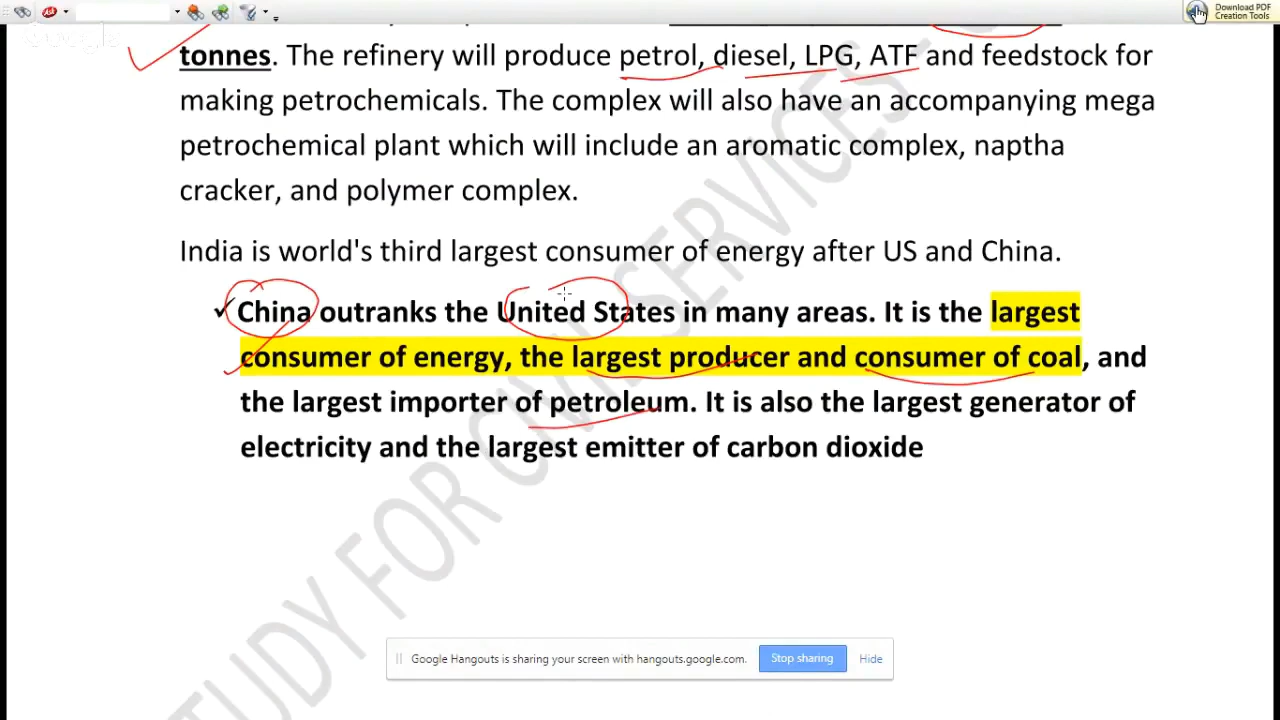 Download PDF
Creation Tools
Google
tonnes. The refinery will produce petrol, diesel, LPG, ATF and feedstock for
making petrochemicals. The complex will also have an accompanying mega
petrochemical plant which will include an aromatic complex, naptha
cracker, and polymer complex.
India is world's third largest consumer of energy after US and China.
✓ China outranks the United States in many areas. It is the largest
consumer of energy, the largest producer and consumer of coal, and
the largest importer of petroleum. It is also the largest generator of
electricity and the largest emitter of carbon dioxide
STUDY FOR CIVIL SERVICES
Google Hangouts is sharing your screen with hangouts.google.com.
Stop sharing
Hide